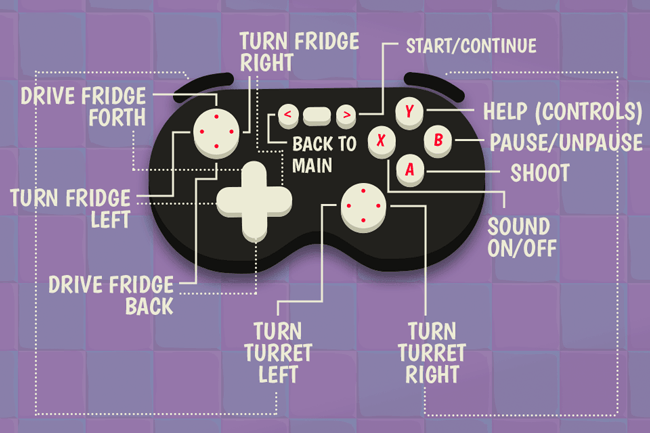 TURN FRIDGE
RIGHT
START/CONTINUE
DRIVE FRIDGE
FORTH
< >
Y
HELP (CONTROLS)
X
B
PAUSE/UNPAUSE
BACK TO
MAIN
A
SHOOT
TURN FRIDGE
LEFT
SOUND
ON/OFF
DRIVE FRIDGE
BACK
TURN
TURRET
LEFT
TURN
TURRET
RIGHT